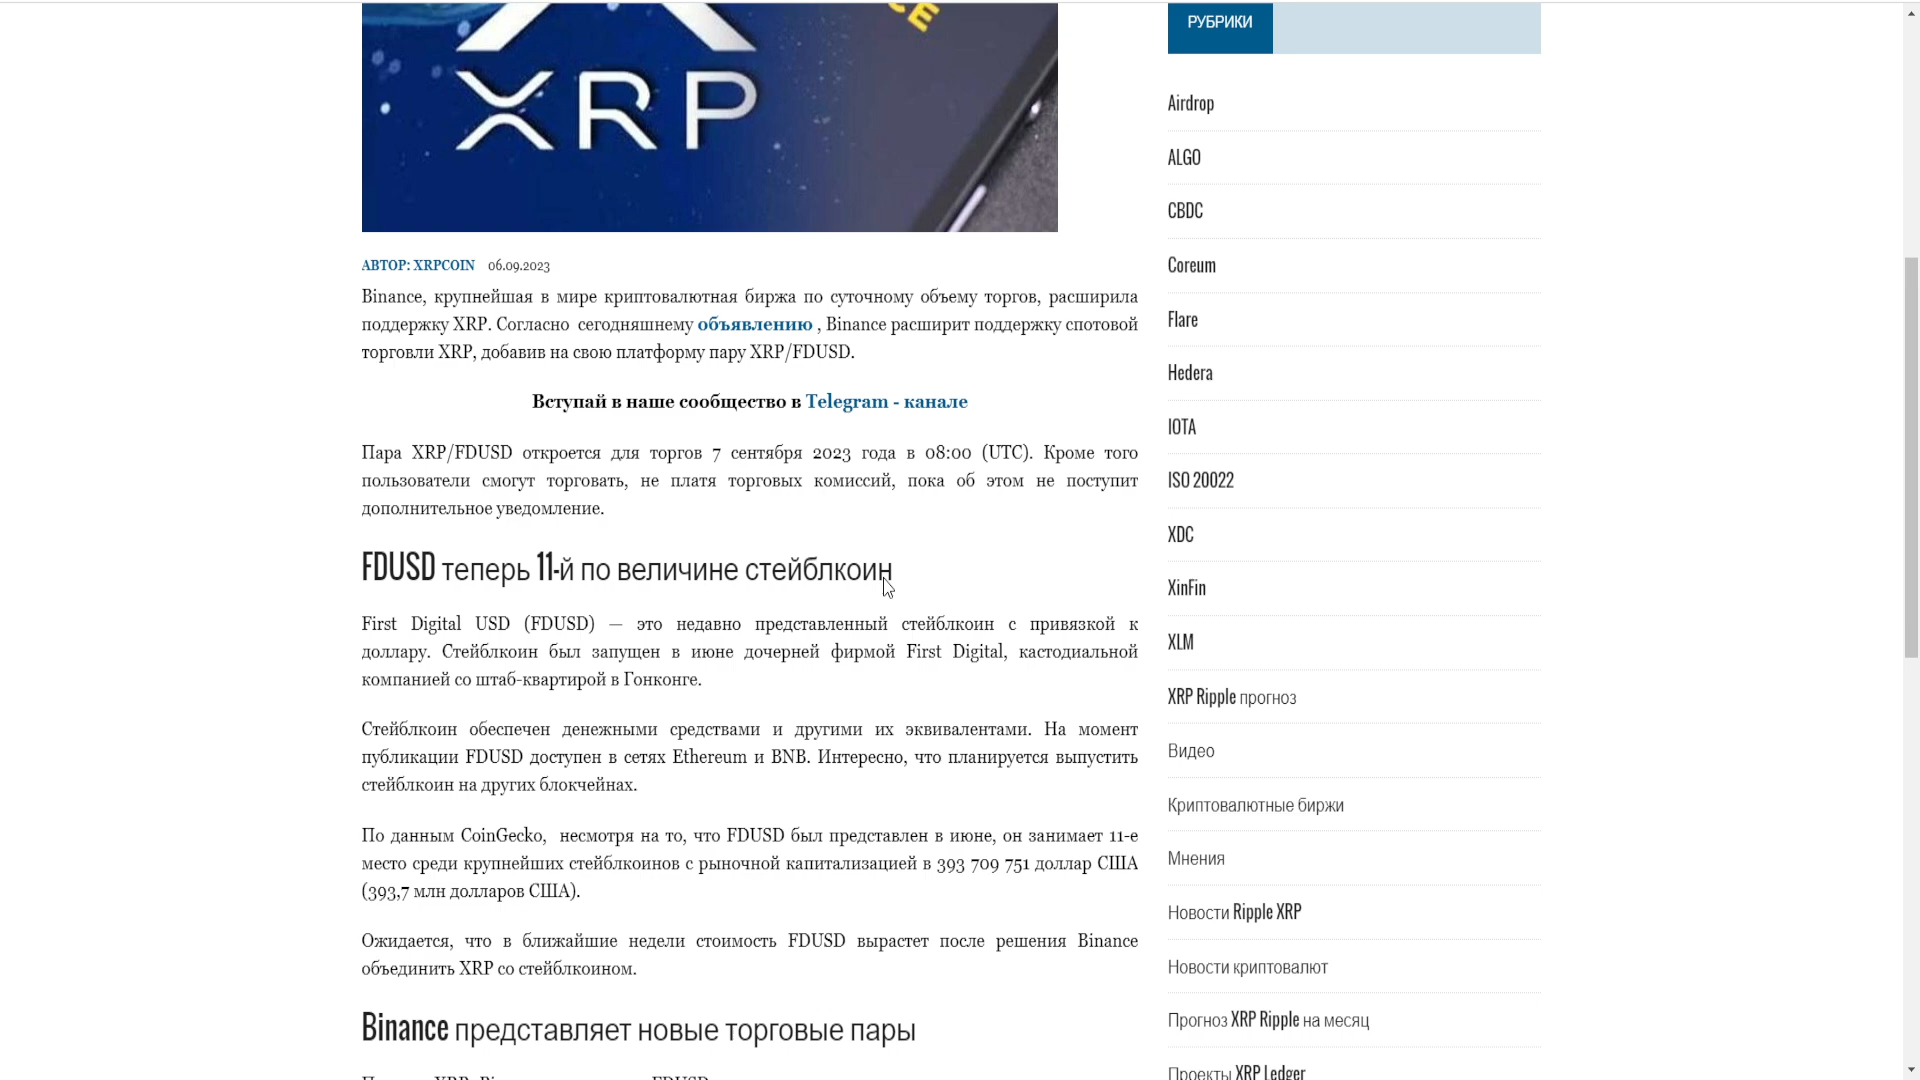 XRP
РУБРИКИ
АВТОР: XRPCOIN 06.09.2023
Binance, крупнейшая в мире криптовалютная биржа по суточному объему торгов, расширила
поддержку XRP. Согласно сегодняшнему объявлению , Binance расширит поддержку спотовой
торговли XRP, добавив на свою платформу пару XRP/FDUSD.
Вступай в наше сообщество в Telegram - канале
Пара XRP/FDUSD откроется для торгов 7 сентября 2023 года в 08:00 (UTC). Кроме того
пользователи смогут торговать, не платя торговых комиссий, пока об этом не поступит
дополнительное уведомление.
FDUSD теперь 11-й по величине стейблкоин
First Digital USD (FDUSD) — это недавно представленный стейблкоин с привязкой к
доллару. Стейблкоин был запущен в июне дочерней фирмой First Digital, кастодиальной
компанией со штаб-квартирой в Гонконге.
Стейблкоин обеспечен денежными средствами и другими их эквивалентами. На момент
публикации FDUSD доступен в сетях Ethereum и BNB. Интересно, что планируется выпустить
стейблкоин на других блокчейнах.
По данным CoinGecko, несмотря на то, что FDUSD был представлен в июне, он занимает 11-е
место среди крупнейших стейблкоинов с рыночной капитализацией в 393 709 751 доллар США
(393,7 млн долларов США).
Ожидается, что в ближайшие недели стоимость FDUSD вырастет после решения Binance
объединить XRP со стейблкоином.
Binance представляет новые торговые пары
Airdrop
ALGO
CBDC
Coreum
Flare
Hedera
IOTA
ISO 20022
XDC
XinFin
XLM
XRP Ripple прогноз
Видео
Криптовалютные биржи
Мнения
Новости Ripple XRP
Новости криптовалют
Прогноз XRP Ripple на месяц
Проекты XRP Ledger